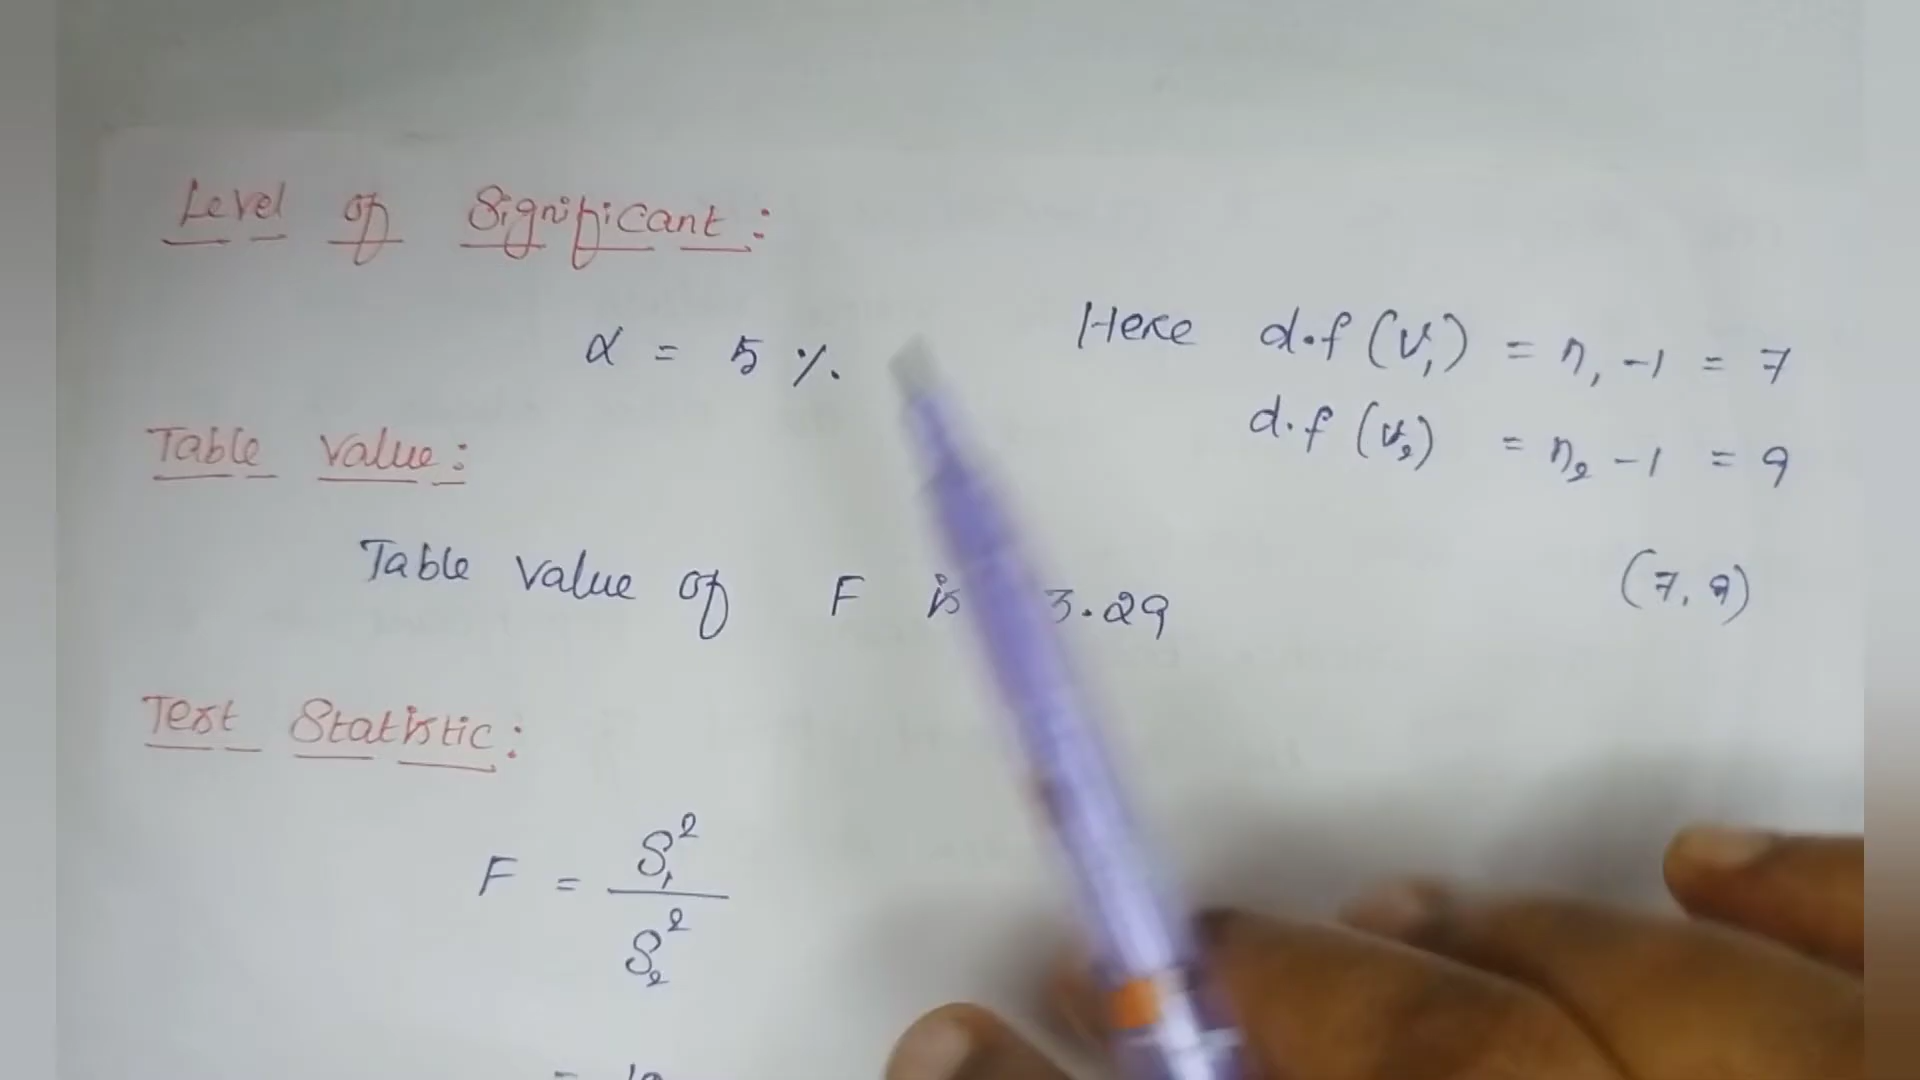 Level of Significant:
α = 5 %.
Here d.f (v₁) = n₁ - 1 = 7
d.f (v₂) = n₂ - 1 = 9
Table Value:
Table value of F is 3.29
(7, 9)
Test Statistic:
F = S₁² / S₂²
=